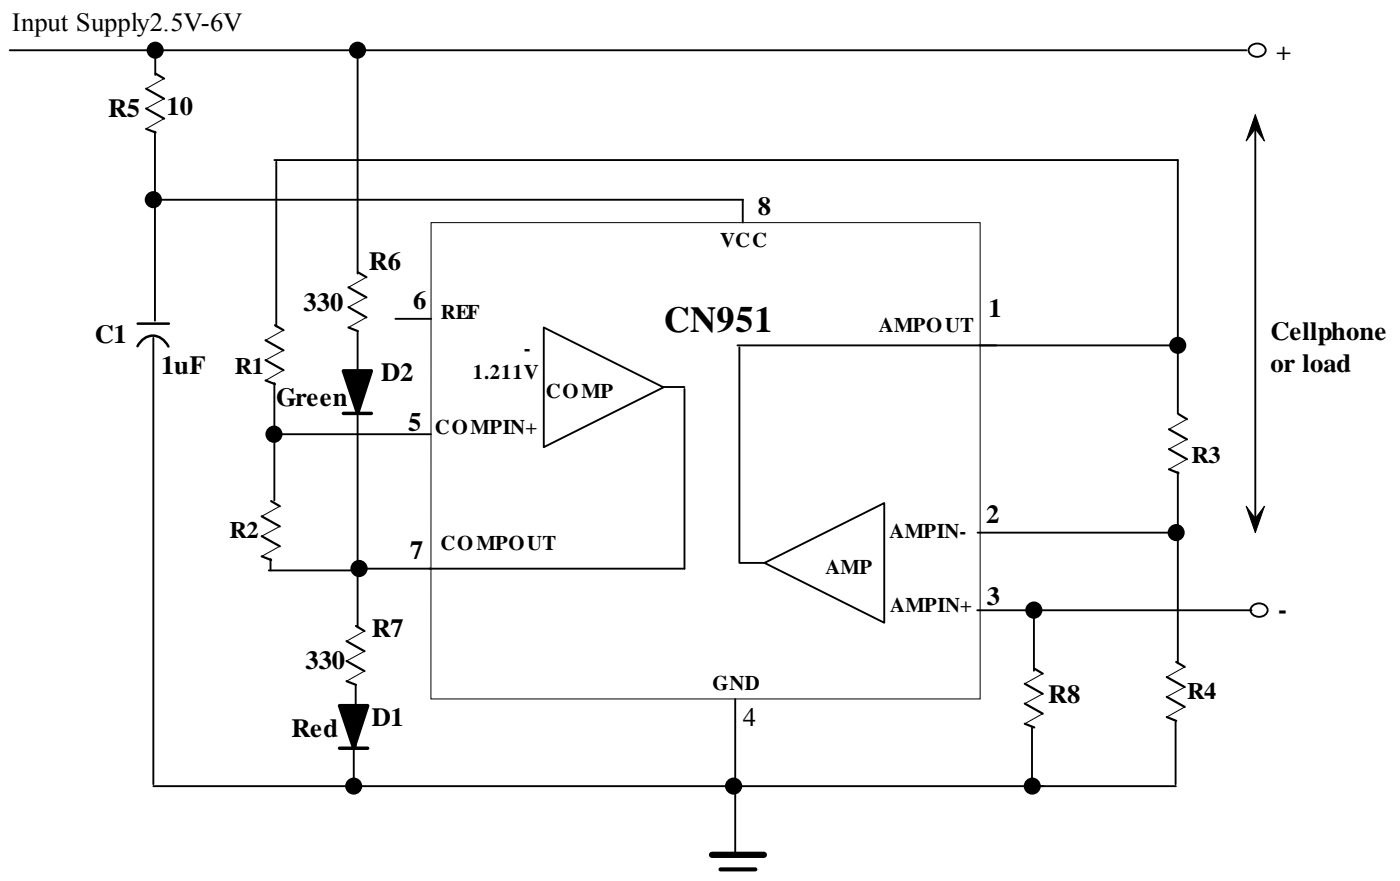 Input Supply2.5V-6V
+
R5 10
8
VCC
R6
330
6 REF
CN951
1
AMPOUT
C1
1uF
R1
-
1.211V
COMP
D2
Green
5 COMPIN+
Cellphone
or load
R3
R2
7 COMPOUT
2
AMPIN-
AMP
AMPIN+ 3
-
R7
330
GND
4
R8
R4
Red D1